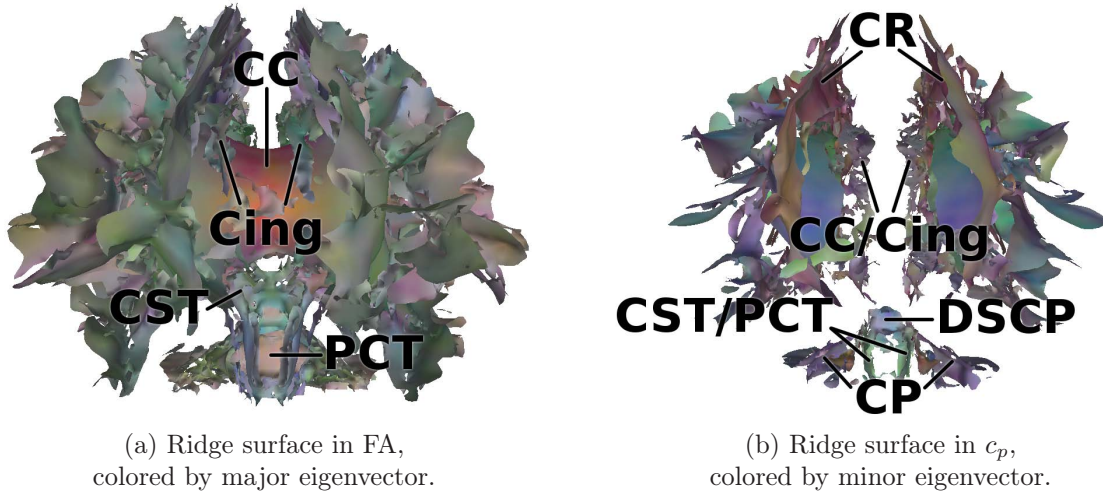 CC
Cing
CST
PCT
(a) Ridge surface in FA,
colored by major eigenvector.
CR
CC/Cing
CST/PCT
DSCP
CP
(b) Ridge surface in c_p,
colored by minor eigenvector.